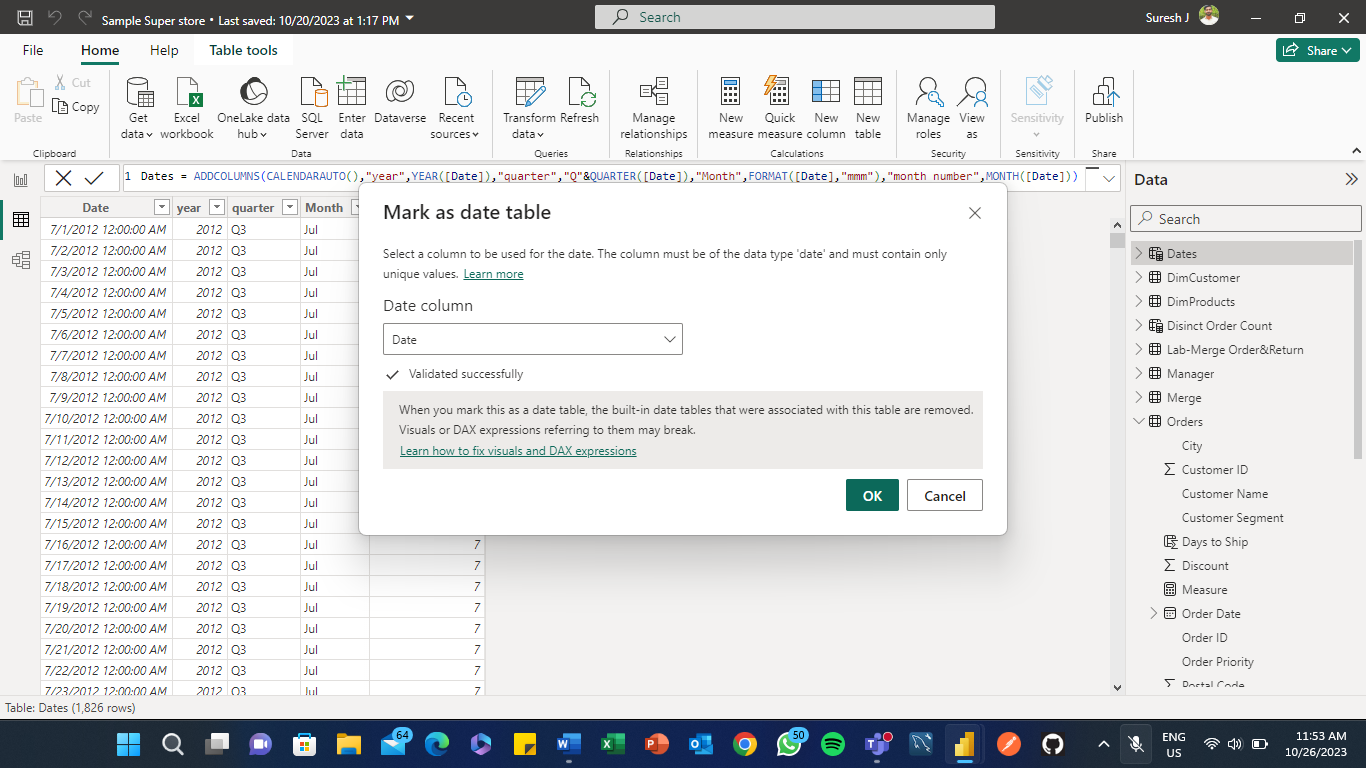 Sample Super store • Last saved: 10/20/2023 at 1:17 PM
Search
Suresh J
File
Home
Help
Table tools
Share
Paste
Cut
Copy
Get data
Excel workbook
OneLake data hub
SQL Server
Enter data
Dataverse
Recent sources
Transform data
Refresh
Manage relationships
New measure
Quick measure
New column
New table
Manage roles
View as
Sensitivity
Publish
Clipboard
Data
Queries
Relationships
Calculations
Security
Sensitivity
Share
1 Dates = ADDCOLUMNS(CALENDARAUTO(),"year",YEAR([Date]),"quarter","Q"&QUARTER([Date]),"Month",FORMAT([Date],"mmm"),"month number",MONTH([Date]))
Date year quarter Month
7/1/2012 12:00:00 AM 2012 Q3 Jul
7/2/2012 12:00:00 AM 2012 Q3 Jul
7/3/2012 12:00:00 AM 2012 Q3 Jul
7/4/2012 12:00:00 AM 2012 Q3 Jul
7/5/2012 12:00:00 AM 2012 Q3 Jul
7/6/2012 12:00:00 AM 2012 Q3 Jul
7/7/2012 12:00:00 AM 2012 Q3 Jul
7/8/2012 12:00:00 AM 2012 Q3 Jul
7/9/2012 12:00:00 AM 2012 Q3 Jul
7/10/2012 12:00:00 AM 2012 Q3 Jul
7/11/2012 12:00:00 AM 2012 Q3 Jul
7/12/2012 12:00:00 AM 2012 Q3 Jul
7/13/2012 12:00:00 AM 2012 Q3 Jul
7/14/2012 12:00:00 AM 2012 Q3 Jul
7/15/2012 12:00:00 AM 2012 Q3 Jul
7/16/2012 12:00:00 AM 2012 Q3 Jul 7
7/17/2012 12:00:00 AM 2012 Q3 Jul 7
7/18/2012 12:00:00 AM 2012 Q3 Jul 7
7/19/2012 12:00:00 AM 2012 Q3 Jul 7
7/20/2012 12:00:00 AM 2012 Q3 Jul 7
7/21/2012 12:00:00 AM 2012 Q3 Jul 7
7/22/2012 12:00:00 AM 2012 Q3 Jul 7
7/23/2012 12:00:00 AM 2012 Q3 Jul 7
Mark as date table
Select a column to be used for the date. The column must be of the data type 'date' and must contain only
unique values. Learn more
Date column
Date
Validated successfully
When you mark this as a date table, the built-in date tables that were associated with this table are removed.
Visuals or DAX expressions referring to them may break.
Learn how to fix visuals and DAX expressions
OK
Cancel
Data
Search
Dates
DimCustomer
DimProducts
Disinct Order Count
Lab-Merge Order&Return
Manager
Merge
Orders
City
Customer ID
Customer Name
Customer Segment
Days to Ship
Discount
Measure
Order Date
Order ID
Order Priority
Postal Code
Table: Dates (1,826 rows)
64
50
ENG
US
11:53 AM
10/26/2023